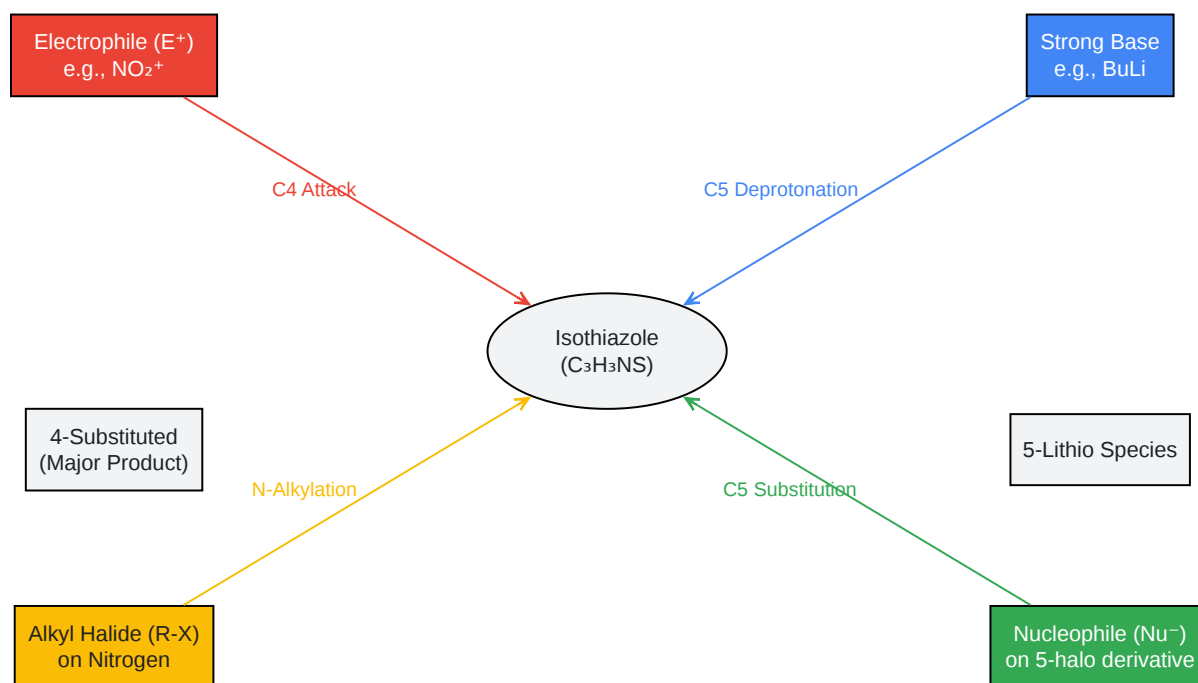 Electrophile (E⁺)
e.g., NO₂⁺
Strong Base
e.g., BuLi
C4 Attack
C5 Deprotonation
Isothiazole
(C₃H₃NS)
4-Substituted
(Major Product)
5-Lithio Species
N-Alkylation
C5 Substitution
Alkyl Halide (R-X)
on Nitrogen
Nucleophile (Nu⁻)
on 5-halo derivative